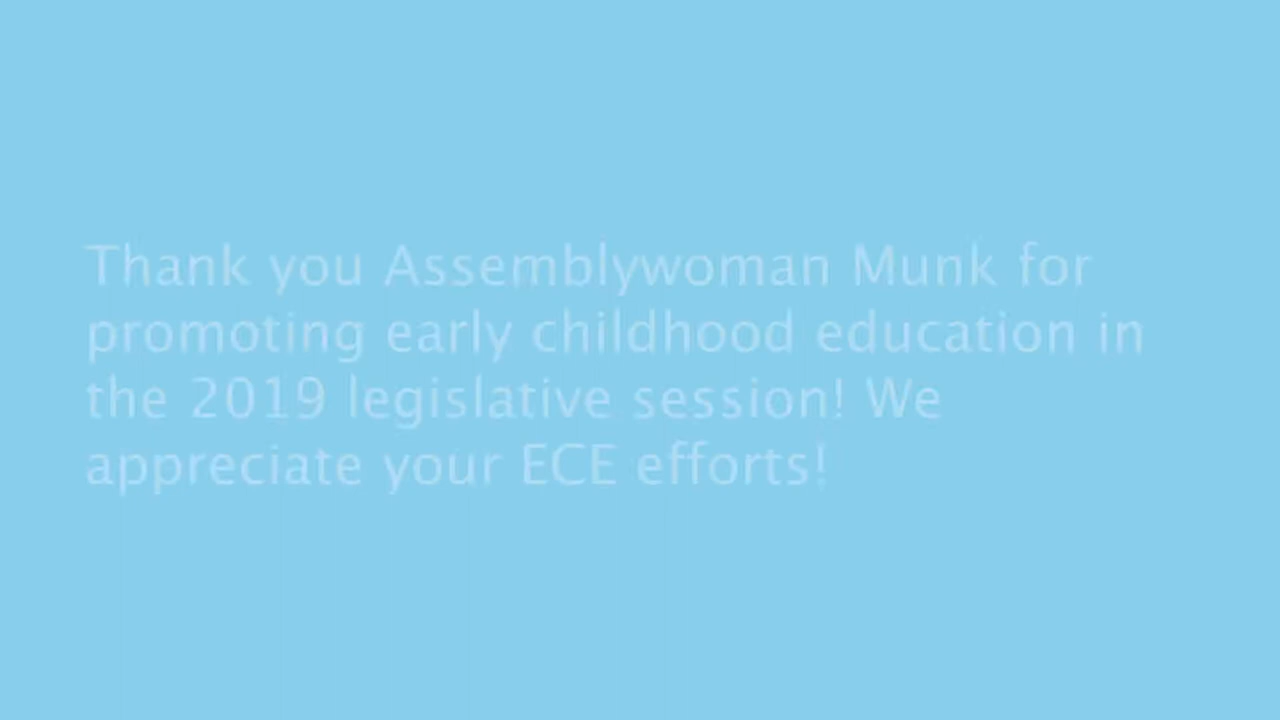 Thank you Assemblywoman Munk for
promoting early childhood education in
the 2019 legislative session! We
appreciate your ECE efforts!